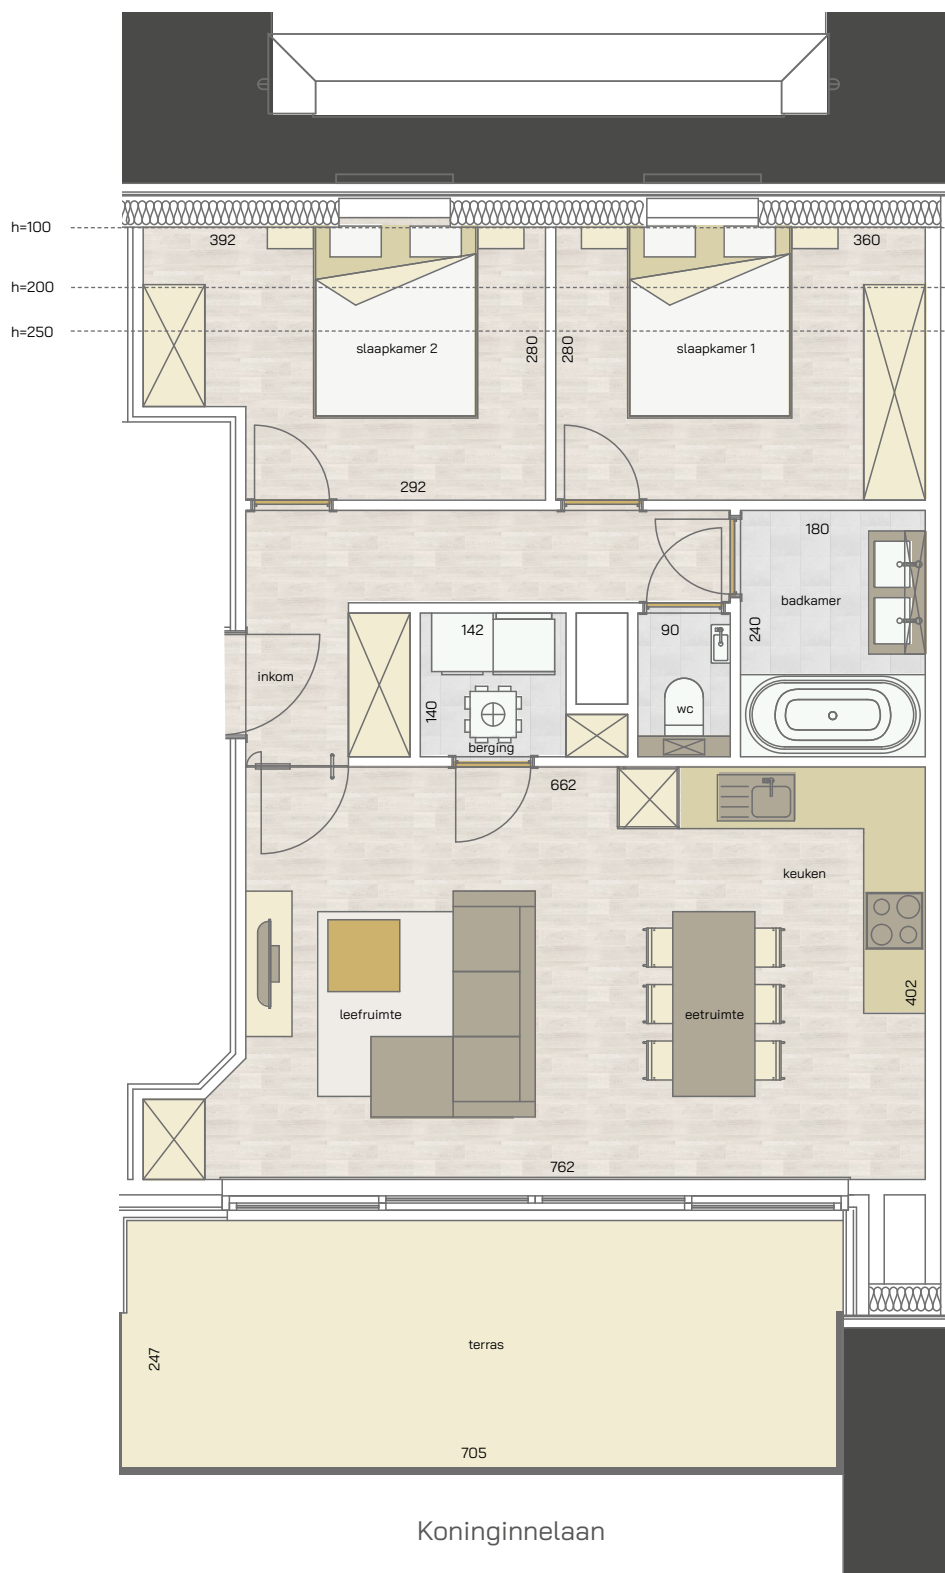 h=100
392
360
h=200
h=250
slaapkamer 2
280
280
slaapkamer 1
292
180
badkamer
142
90
240
inkom
140
wc
berging
662
keuken
402
leefruimte
eetruimte
762
terras
247
705
Koninginnelaan